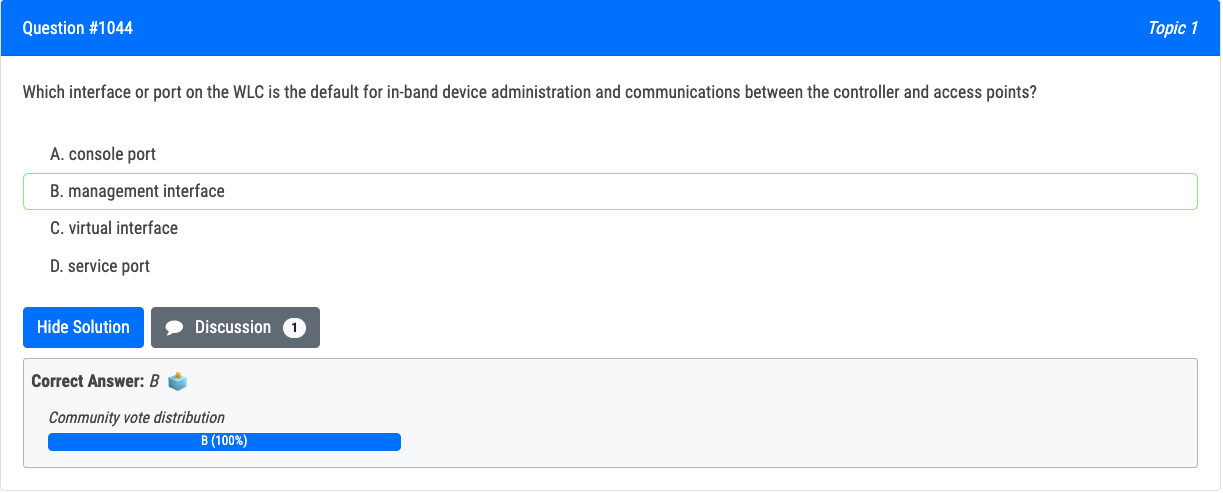 Question #1044
Topic 1
Which interface or port on the WLC is the default for in-band device administration and communications between the controller and access points?
A. console port
B. management interface
C. virtual interface
D. service port
Hide Solution
Discussion 1
Correct Answer: B
Community vote distribution
B (100%)